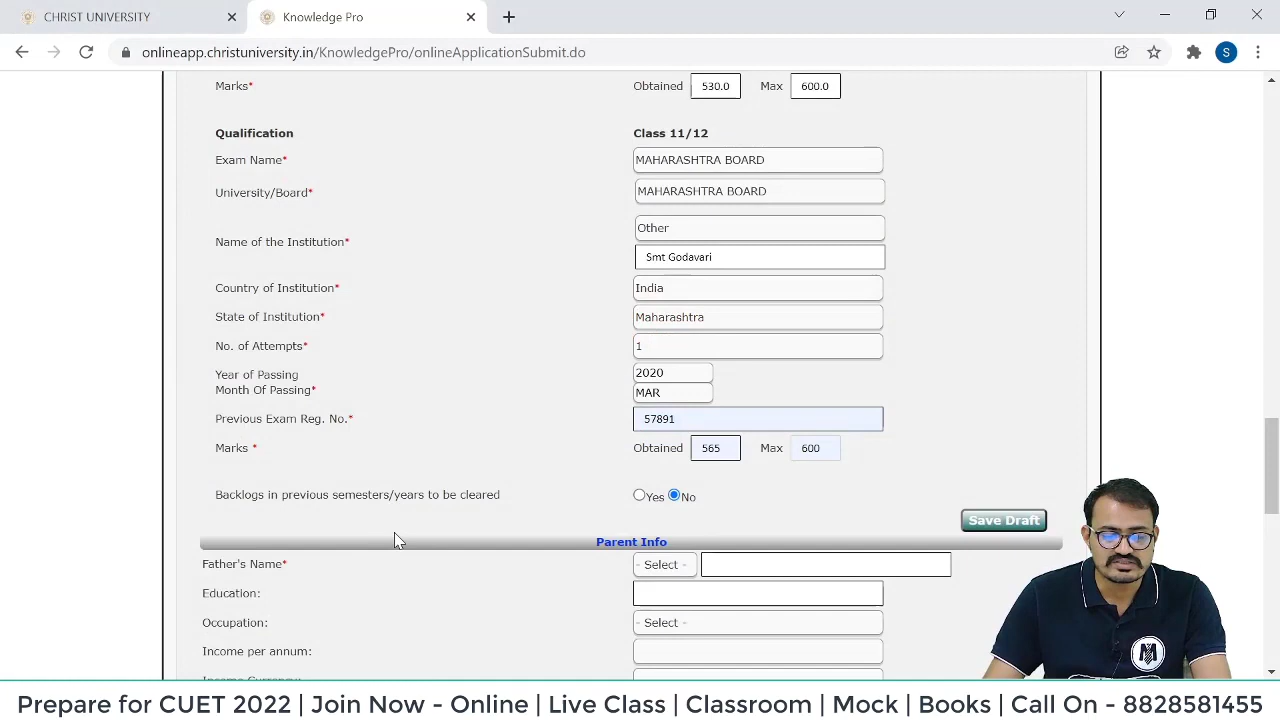 CHRIST UNIVERSITY
Knowledge Pro
onlineapp.christuniversity.in/KnowledgePro/onlineApplicationSubmit.do
S
Marks* Obtained 530.0 Max 600.0
Qualification Class 11/12
Exam Name* MAHARASHTRA BOARD
University/Board* MAHARASHTRA BOARD
Other
Name of the Institution*
Smt Godavari
Country of Institution* India
State of Institution* Maharashtra
No. of Attempts* 1
Year of Passing 2020
Month Of Passing* MAR
Previous Exam Reg. No.* 57891
Marks * Obtained 565 Max 600
Backlogs in previous semesters/years to be cleared Yes No
Save Draft
Parent Info
Father's Name* - Select -
Education:
Occupation: - Select -
Income per annum:
Income Currency:
Prepare for CUET 2022 | Join Now - Online | Live Class | Classroom | Mock | Books | Call On - 8828581455